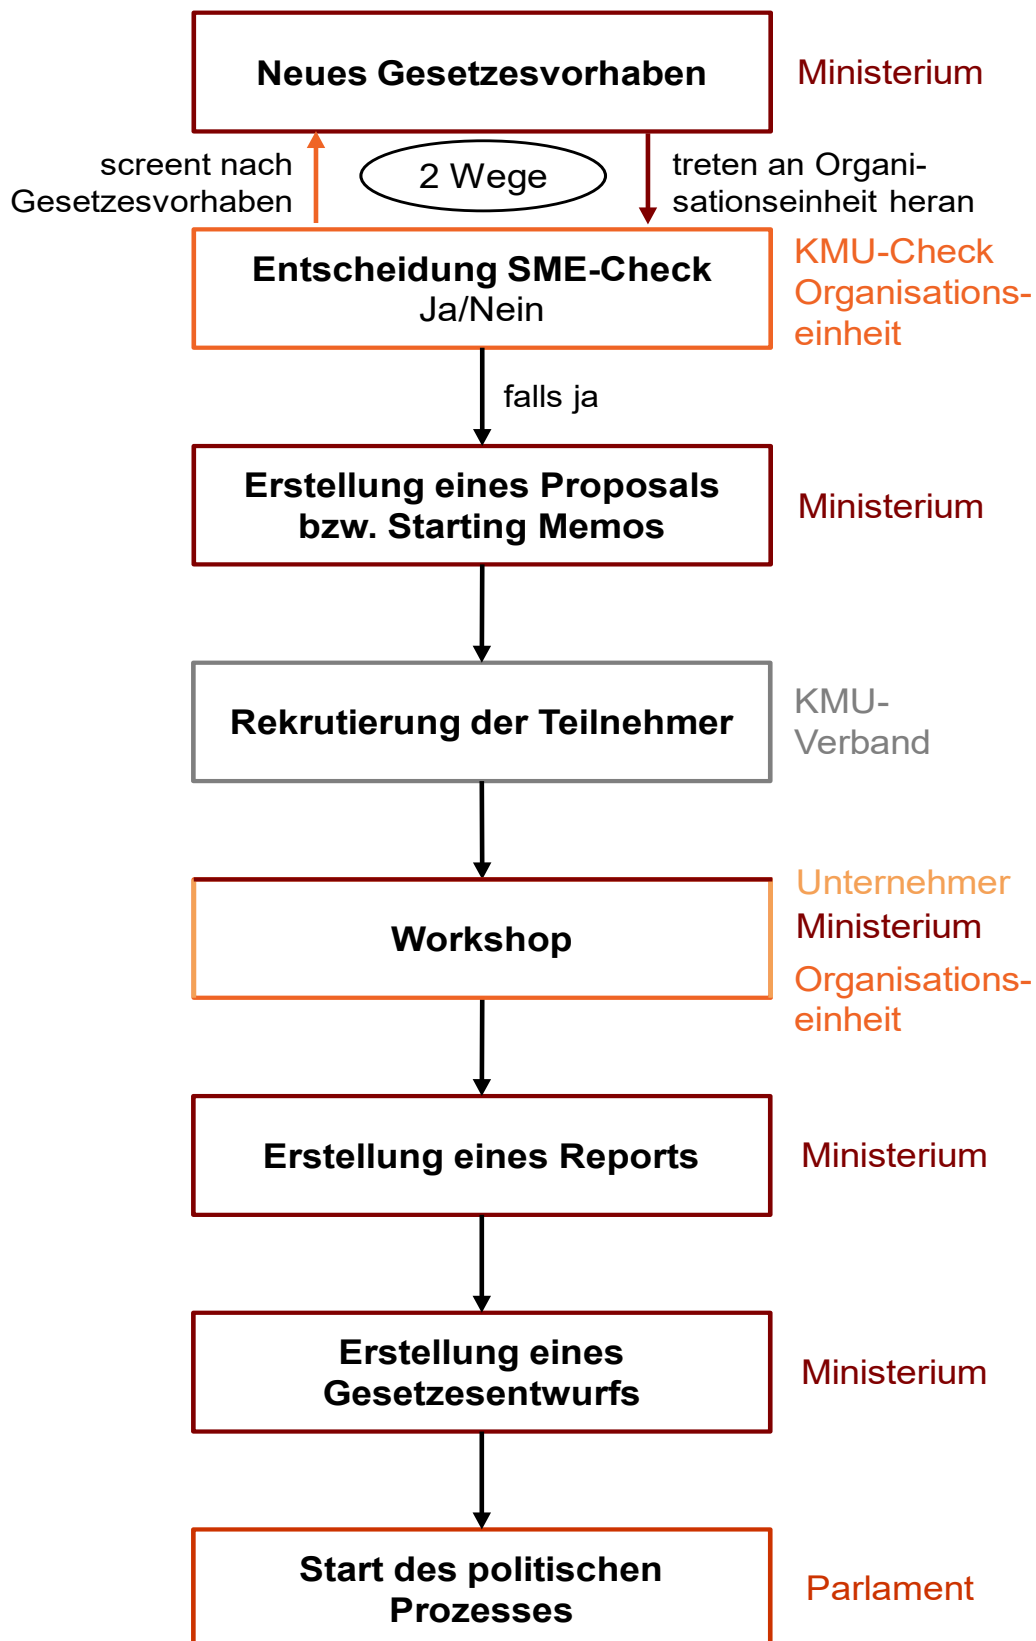 Neues Gesetzesvorhaben
Ministerium
screent nach
Gesetzesvorhaben
2 Wege
treten an Organi-
sationseinheit heran
Entscheidung SME-Check
Ja/Nein
KMU-Check
Organisations-
einheit
falls ja
Erstellung eines Proposals
bzw. Starting Memos
Ministerium
Rekrutierung der Teilnehmer
KMU-
Verband
Workshop
Unternehmer
Ministerium
Organisations-
einheit
Erstellung eines Reports
Ministerium
Erstellung eines
Gesetzesentwurfs
Ministerium
Start des politischen
Prozesses
Parlament